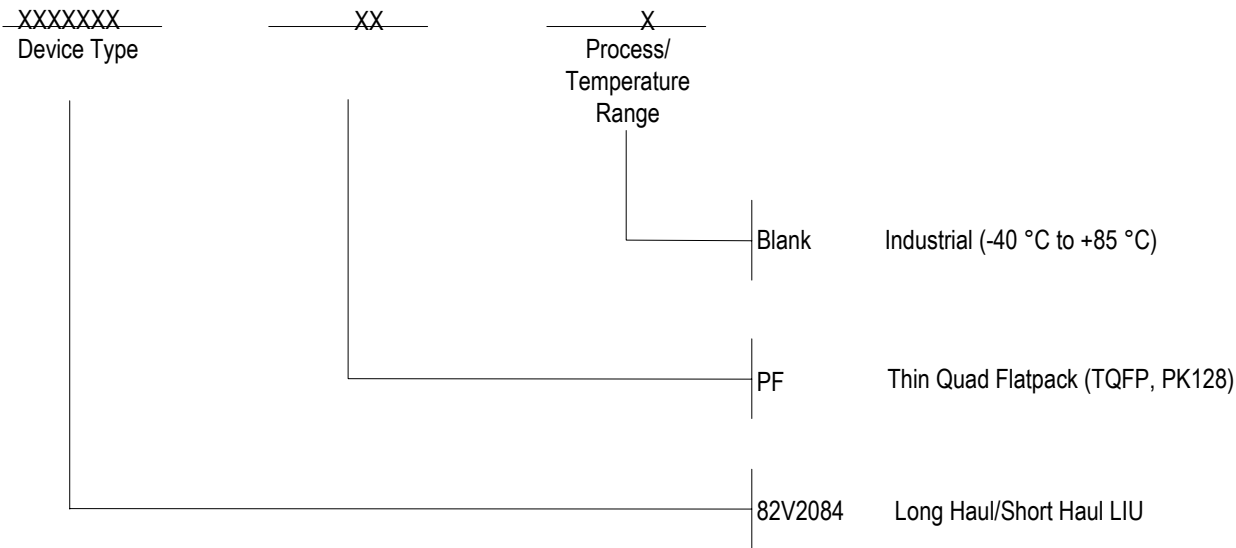 XXXXXXX XX X
Device Type Process/
Temperature
Range
Blank Industrial (-40 °C to +85 °C)
PF Thin Quad Flatpack (TQFP, PK128)
82V2084 Long Haul/Short Haul LIU